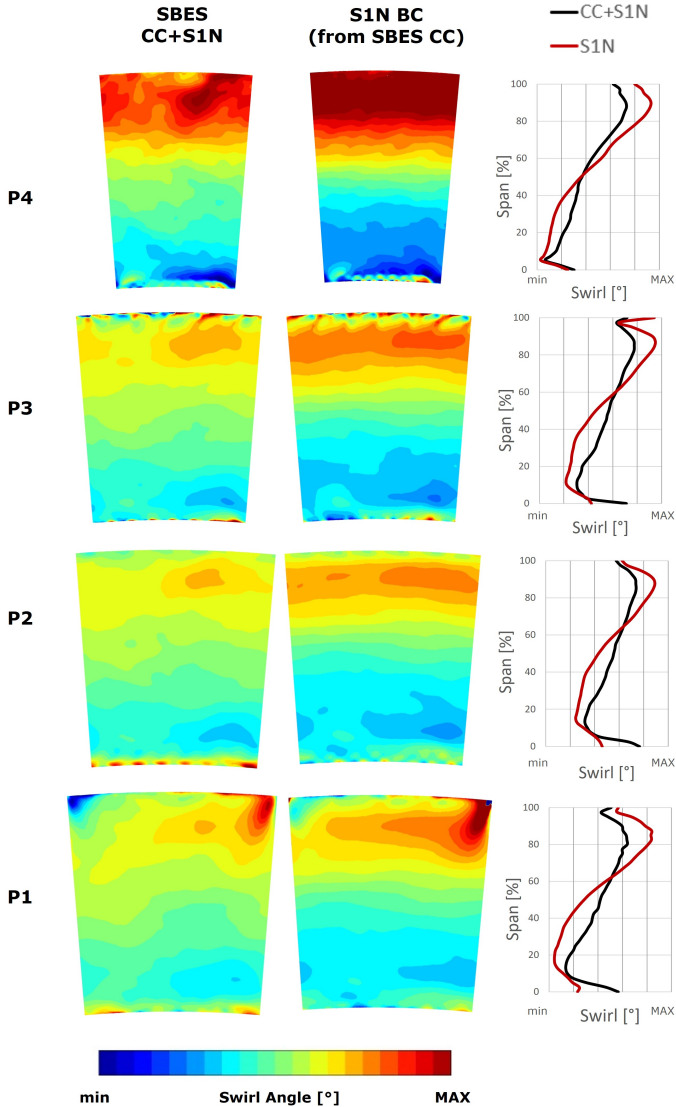 SBES
CC+S1N
S1N BC
(from SBES CC)
CC+S1N
S1N
P4
Span [%]
100
80
60
40
20
0
min
MAX
Swirl [°]
P3
Span [%]
100
80
60
40
20
0
min
MAX
Swirl [°]
P2
Span [%]
100
80
60
40
20
0
min
MAX
Swirl [°]
P1
Span [%]
100
80
60
40
20
0
min
Swirl [°]
MAX
min
Swirl Angle [°]
MAX